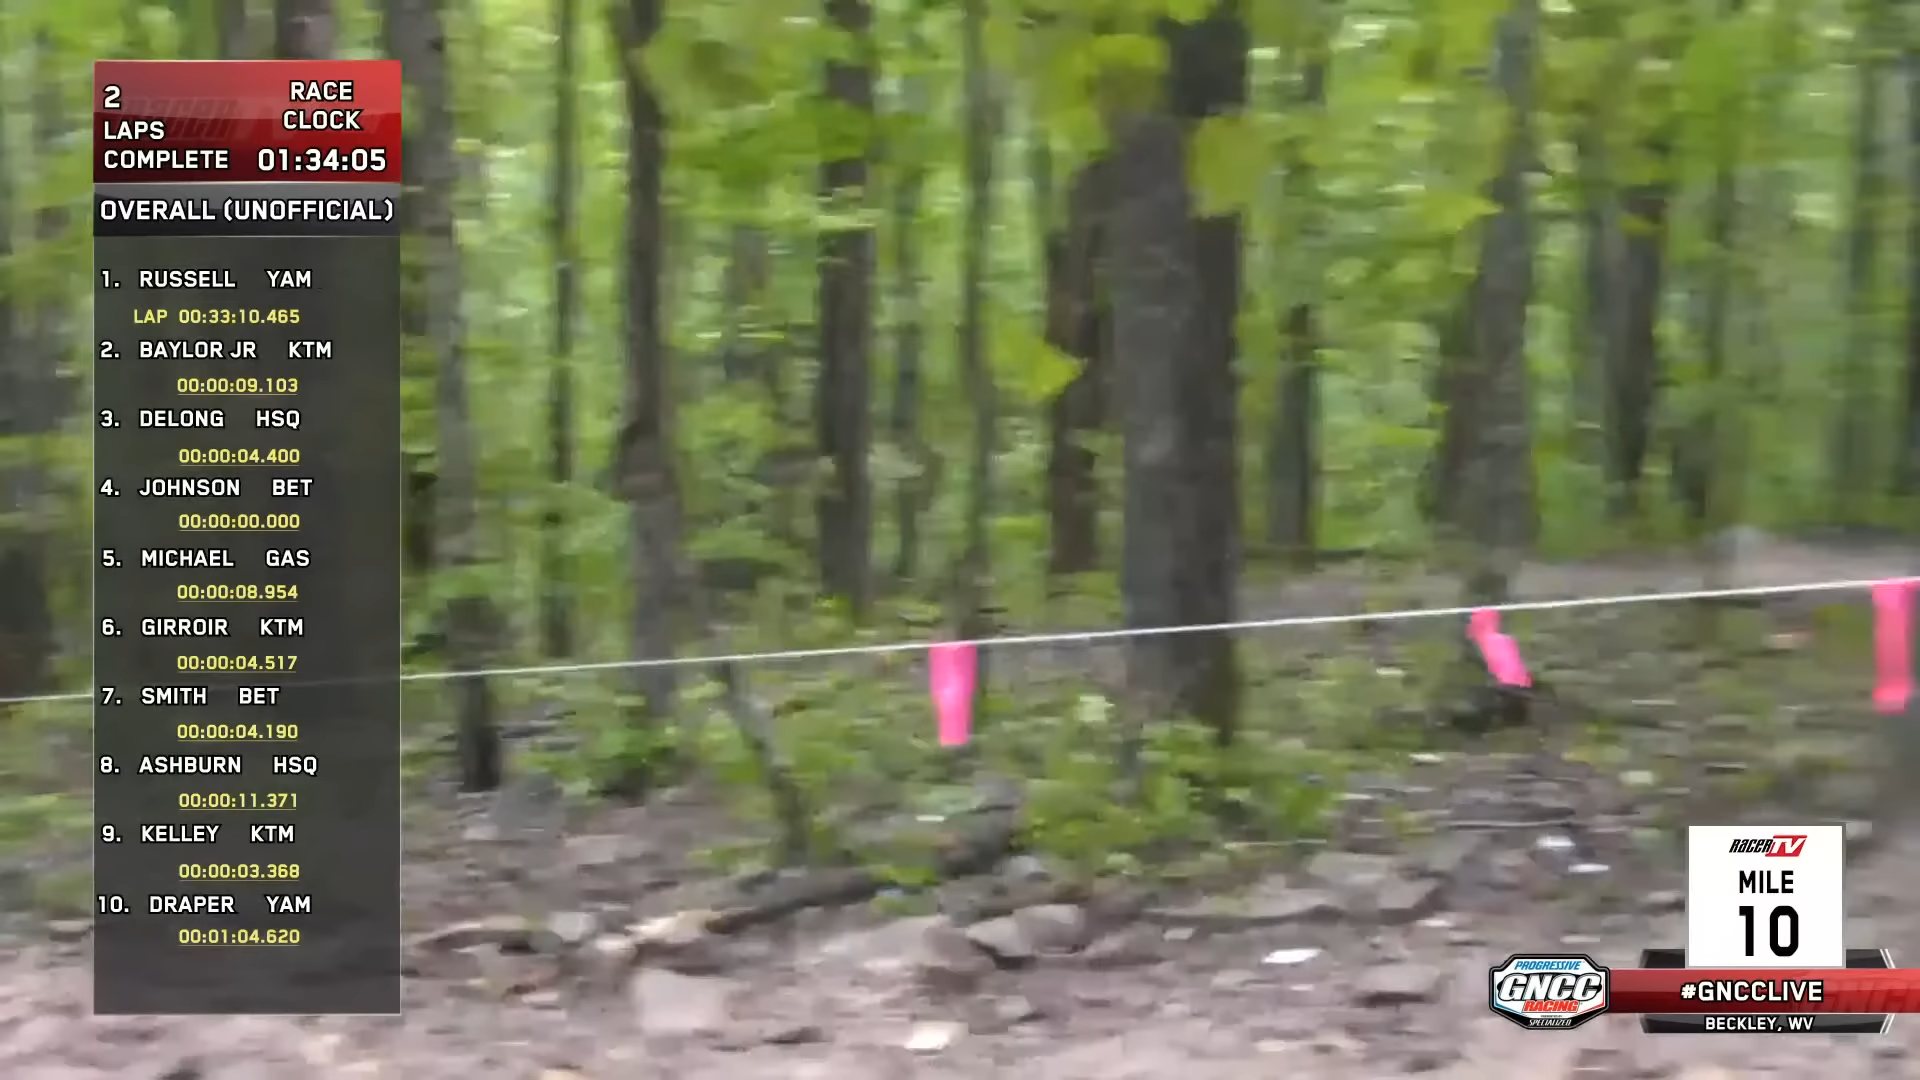 2
LAPS
COMPLETE
RACE
CLOCK
01:34:05
OVERALL (UNOFFICIAL)
1. RUSSELL YAM
LAP 00:33:10.465
2. BAYLOR JR KTM
00:00:09.103
3. DELONG HSQ
00:00:04.400
4. JOHNSON BET
00:00:00.000
5. MICHAEL GAS
00:00:08.954
6. GIRROIR KTM
00:00:04.517
7. SMITH BET
00:00:04.190
8. ASHBURN HSQ
00:00:11.371
9. KELLEY KTM
00:00:03.368
10. DRAPER YAM
00:01:04.620
RACER TV
MILE
10
PROGRESSIVE
GNCC
RACING
SPECIALIZED
#GNCCLIVE
BECKLEY, WV